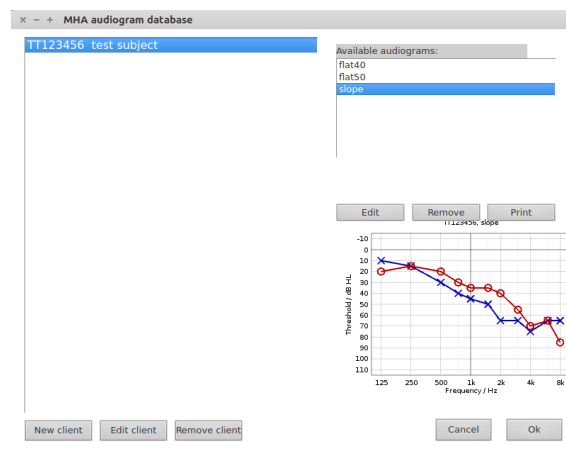 MHA audiogram database
TT123456 test subject
Available audiograms:
flat40
flat50
slope
Edit Remove Print
TT123456, slope
-10
0
10
20
30
40
50
60
70
80
90
100
110
Threshold / dB HL
125 250 500 1k 2k 4k 8k
Frequency / Hz
New client Edit client Remove client Cancel Ok